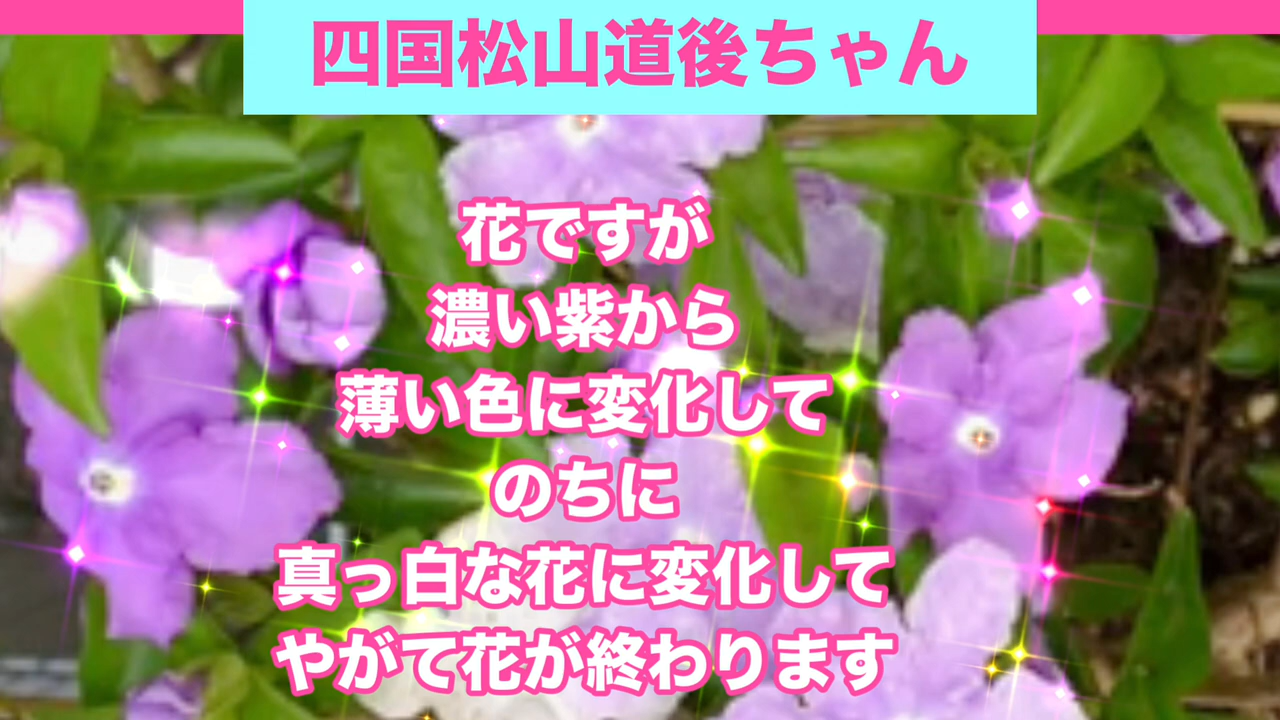 四国松山道後ちゃん
花ですが
濃い紫から
薄い色に変化して
のちに
真っ白な花に変化して
やがて花が終わります